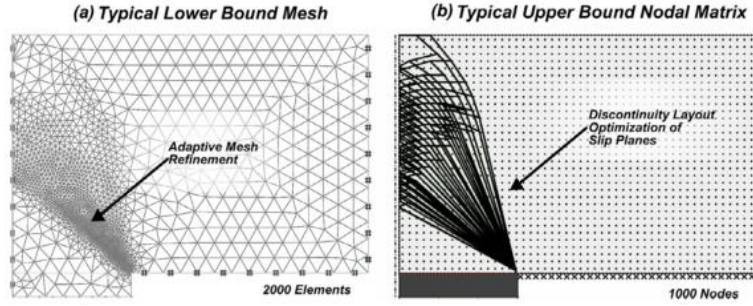 (a) Typical Lower Bound Mesh
(b) Typical Upper Bound Nodal Matrix
Adaptive Mesh
Refinement
2000 Elements
Discontinuity Layout
Optimization of
Slip Planes
1000 Nodes